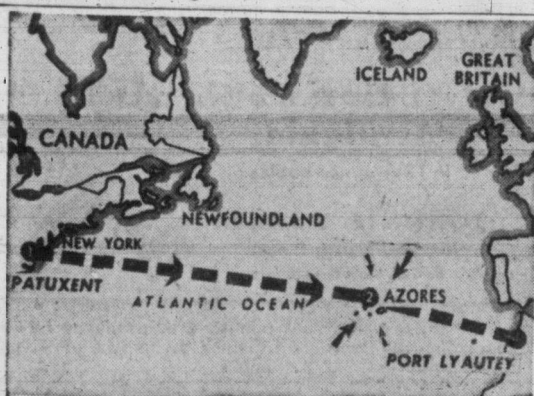 ICELAND
GREAT
BRITAIN
CANADA
NEWFOUNDLAND
NEW YORK
PATUXENT
ATLANTIC OCEAN
2
AZORES
PORT LYAUTEY